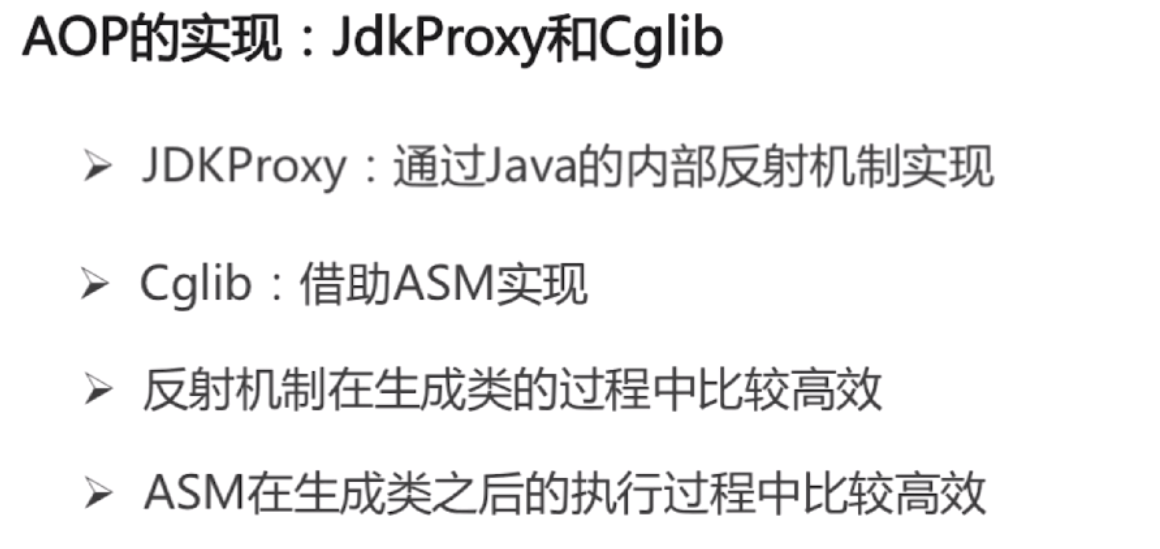 AOP的实现：JdkProxy和Cglib
➢ JDKProxy：通过Java的内部反射机制实现
➢ Cglib：借助ASM实现
➢ 反射机制在生成类的过程中比较高效
➢ ASM在生成类之后的执行过程中比较高效